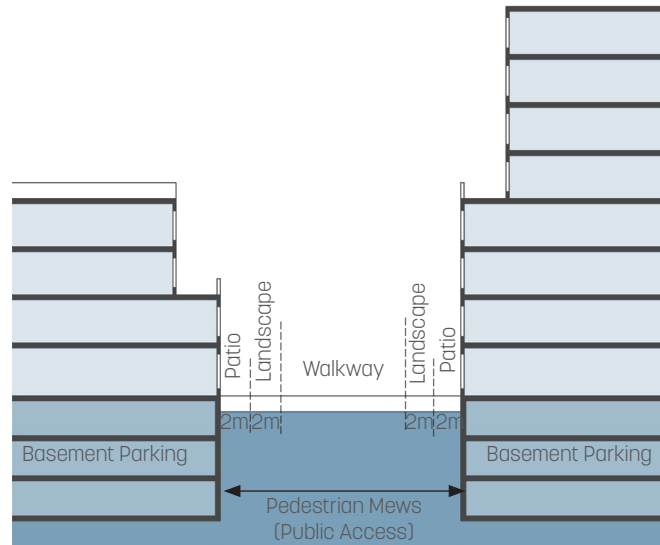 Patio
Landscape
Walkway
Landscape
Patio
2m
2m
2m
2m
Basement Parking
Basement Parking
Pedestrian Mews
(Public Access)